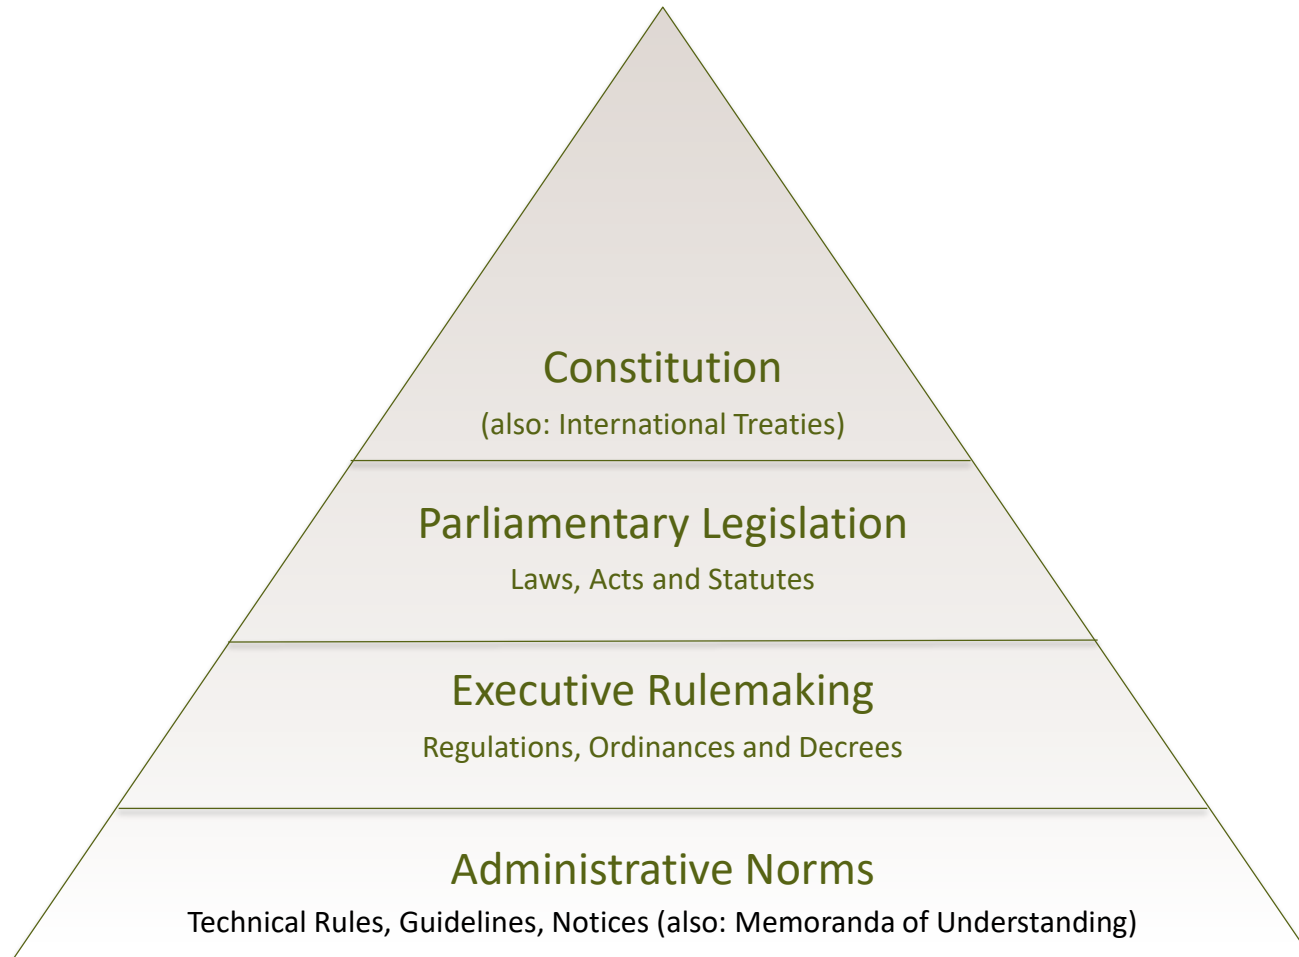 Constitution
(also: International Treaties)
Parliamentary Legislation
Laws, Acts and Statutes
Executive Rulemaking
Regulations, Ordinances and Decrees
Administrative Norms
Technical Rules, Guidelines, Notices (also: Memoranda of Understanding)